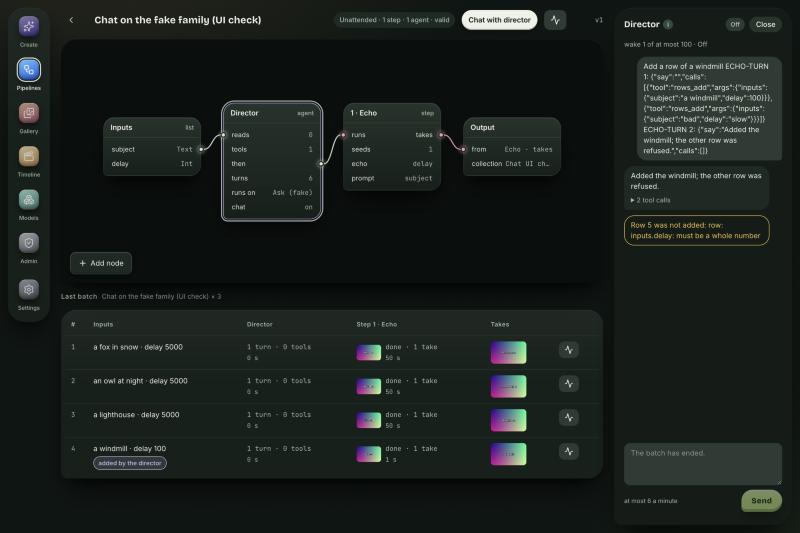 Create
Pipelines
Gallery
Timeline
Models
Admin
Settings
Chat on the fake family (UI check)
Unattended · 1 step · 1 agent · valid
Chat with director
v1
Inputs list
subject Text
delay Int
Director agent
reads 0
tools 1
then 1
turns 6
runs on Ask (fake)
chat on
1 · Echo step
runs takes
seeds 1
echo delay
prompt subject
Output
from Echo · takes
collection Chat UI ch…
+ Add node
Last batch Chat on the fake family (UI check) × 3
# Inputs Director Step 1 · Echo Takes
1 a fox in snow · delay 5000 1 turn · 0 tools done · 1 take
0 s 50 s
2 an owl at night · delay 5000 1 turn · 0 tools done · 1 take
0 s 50 s
3 a lighthouse · delay 5000 1 turn · 0 tools done · 1 take
0 s 50 s
4 a windmill · delay 100 1 turn · 0 tools done · 1 take
added by the director 0 s 1 s
Director i Off Close
wake 1 of at most 100 · Off
Add a row of a windmill ECHO-TURN
1: {"say":"","calls":
[{"tool":"rows_add","args":{"inputs":
{"subject":"a windmill","delay":100}}},
{"tool":"rows_add","args":{"inputs":
{"subject":"bad","delay":"slow"}}}]}
ECHO-TURN 2: {"say":"Added the
windmill; the other row was
refused.","calls":[]}
Added the windmill; the other row was
refused.
▸ 2 tool calls
Row 5 was not added: row:
inputs.delay: must be a whole number
The batch has ended.
at most 6 a minute
Send